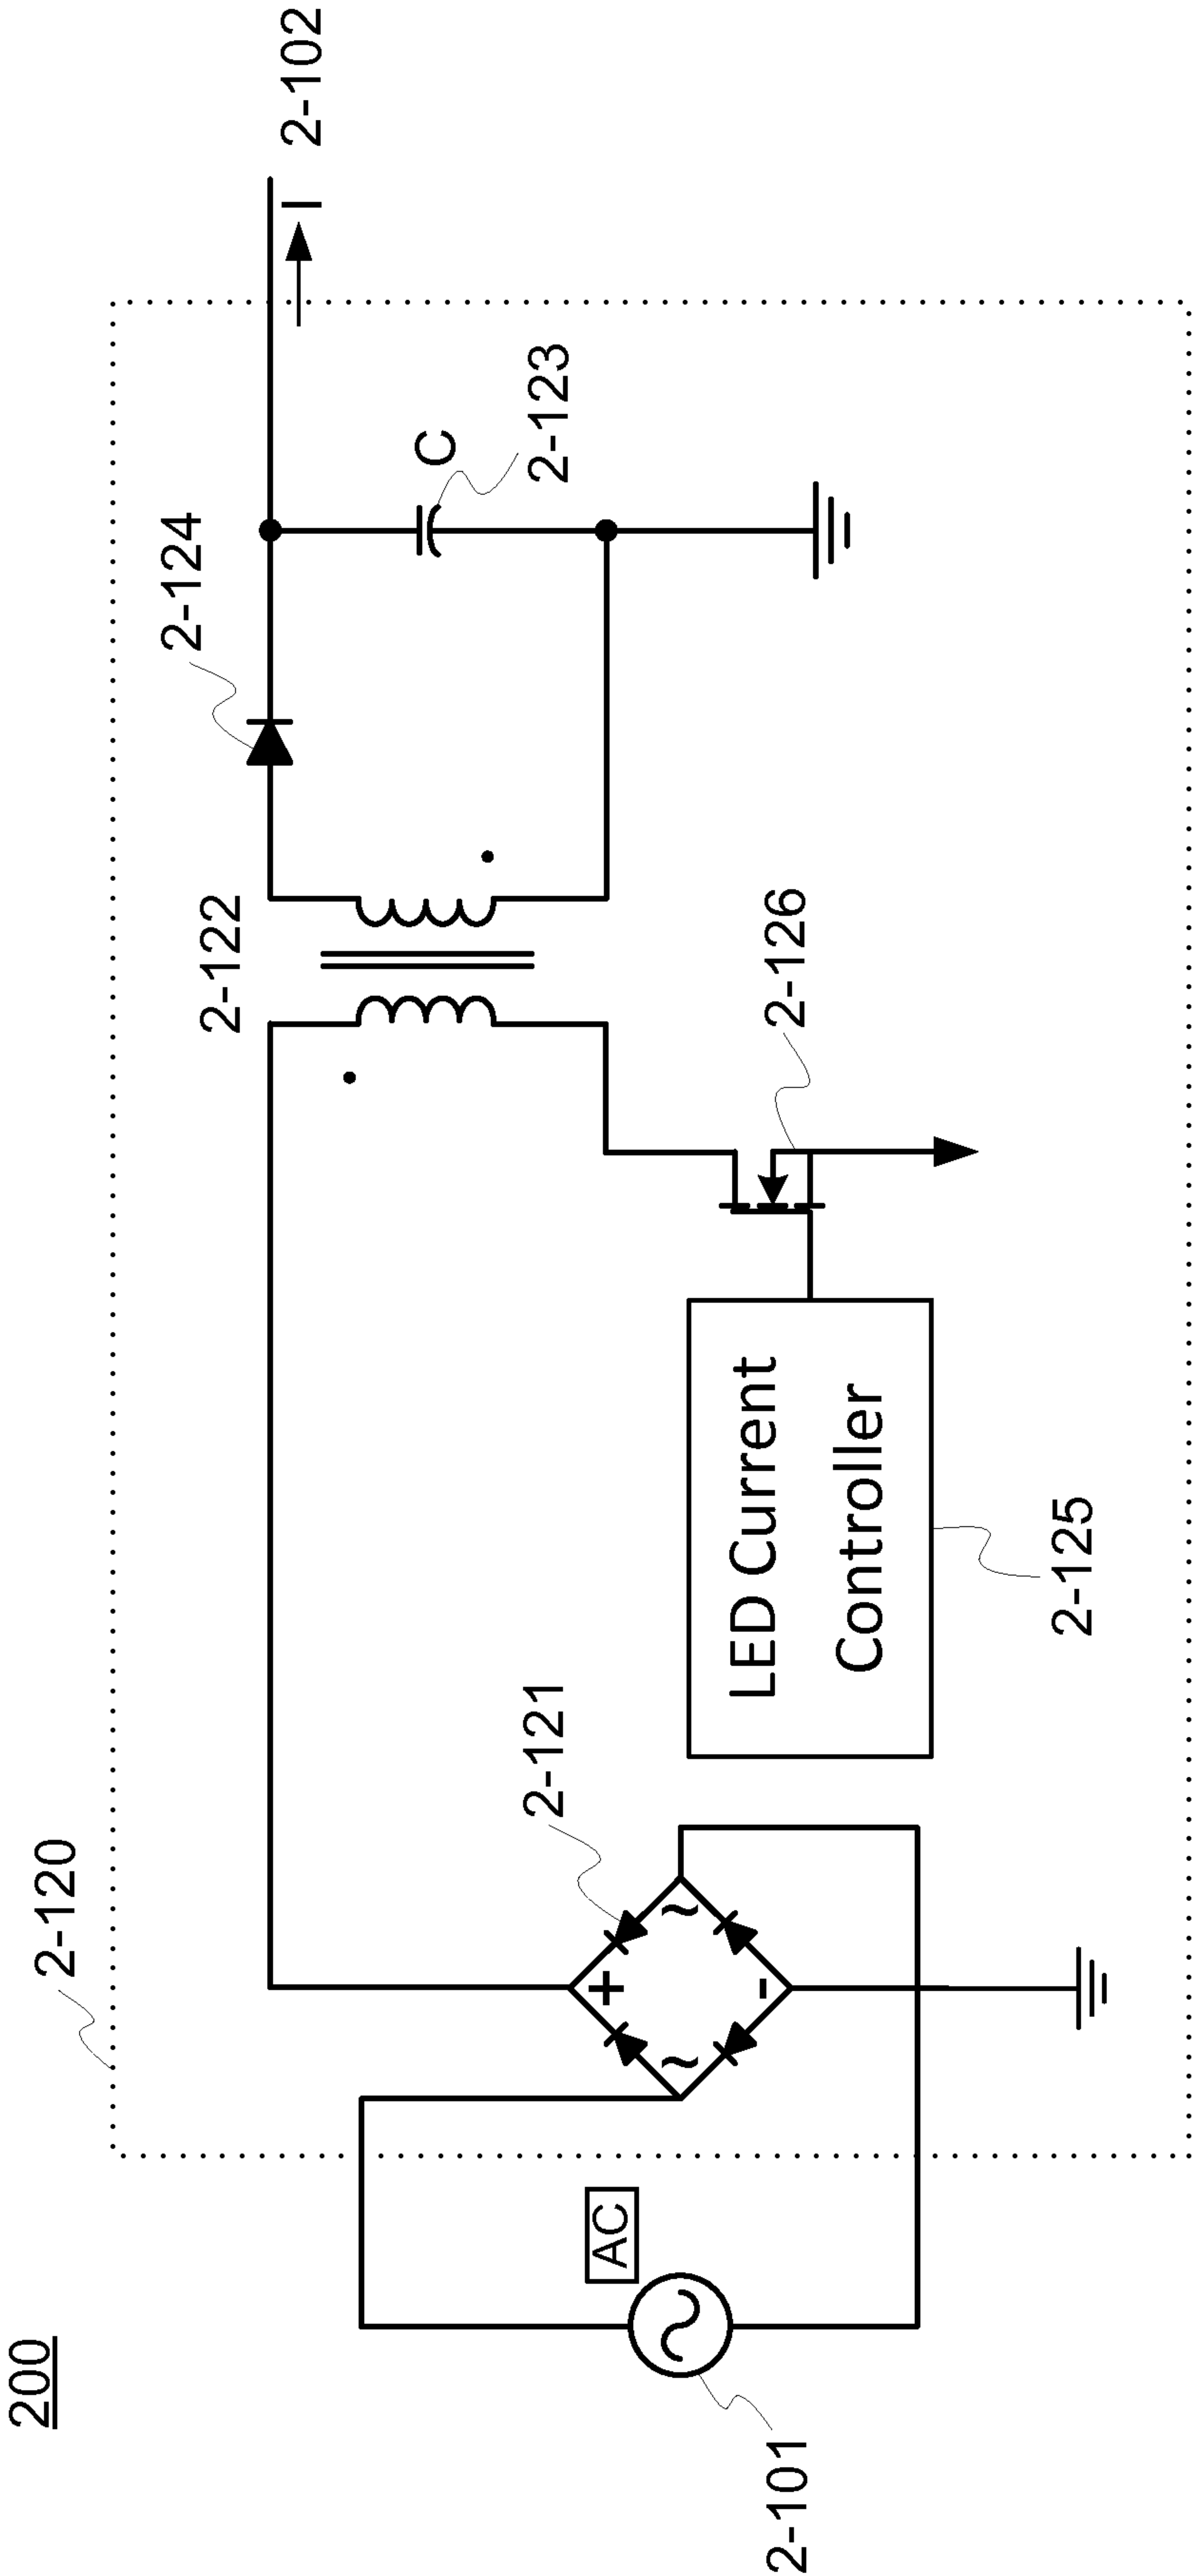 200
2-120
2-101
AC
+
-
~
~
2-121
LED Current
Controller
2-125
2-126
2-122
2-124
C
2-123
I
2-102